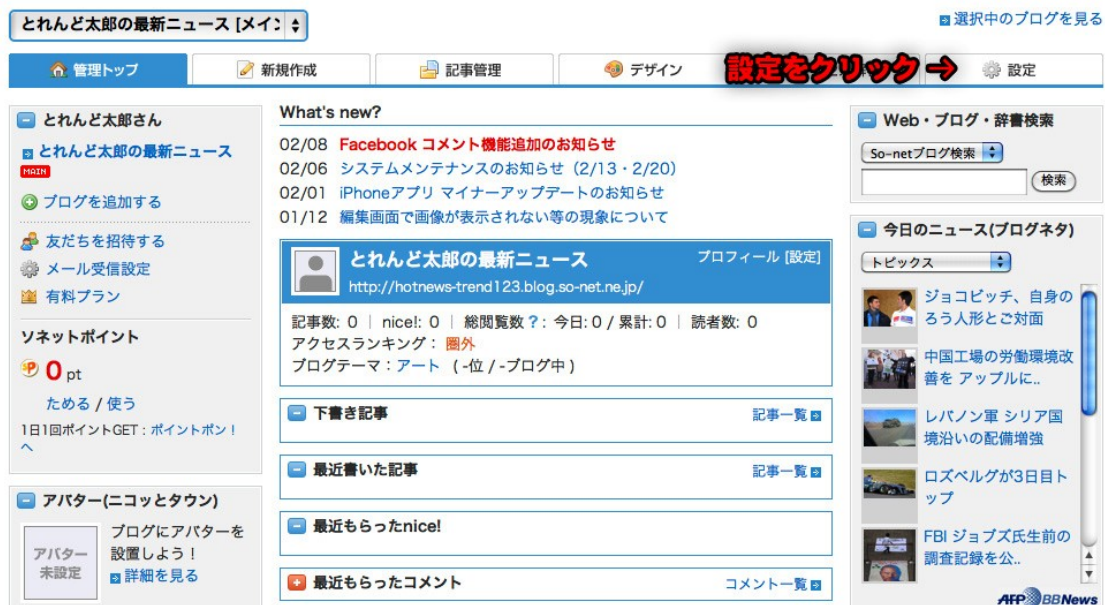 とれんど太郎の最新ニュース [メイン
選択中のブログを見る
管理トップ
新規作成
記事管理
デザイン
設定をクリック →
設定
とれんど太郎さん
とれんど太郎の最新ニュース
MAIN
ブログを追加する
友だちを招待する
メール受信設定
有料プラン
ソネットポイント
0 pt
ためる / 使う
1日1回ポイントGET : ポイントポン!
へ
アバター(ニコッとタウン)
アバター
未設定
ブログにアバターを
設置しよう!
詳細を見る
What's new?
02/08 Facebook コメント機能追加のお知らせ
02/06 システムメンテナンスのお知らせ(2/13・2/20)
02/01 iPhoneアプリ マイナーアップデートのお知らせ
01/12 編集画面で画像が表示されない等の現象について
とれんど太郎の最新ニュース
プロフィール [設定]
http://hotnews-trend123.blog.so-net.ne.jp/
記事数: 0 | nice!: 0 | 総閲覧数 ? : 今日: 0 / 累計: 0 | 読者数: 0
アクセスランキング : 圏外
ブログテーマ : アート ( -位 / -ブログ中 )
下書き記事
記事一覧
最近書いた記事
記事一覧
最近もらったnice!
最近もらったコメント
コメント一覧
Web・ブログ・辞書検索
So-netブログ検索
検索
今日のニュース(ブログネタ)
トピックス
ジョコビッチ、自身の
ろう人形とご対面
中国工場の労働環境改
善を アップルに..
レバノン軍 シリア国
境沿いの配備増強
ロズベルグが3日目ト
ップ
FBI ジョブズ氏生前の
調査記録を公..
AFP BBNews